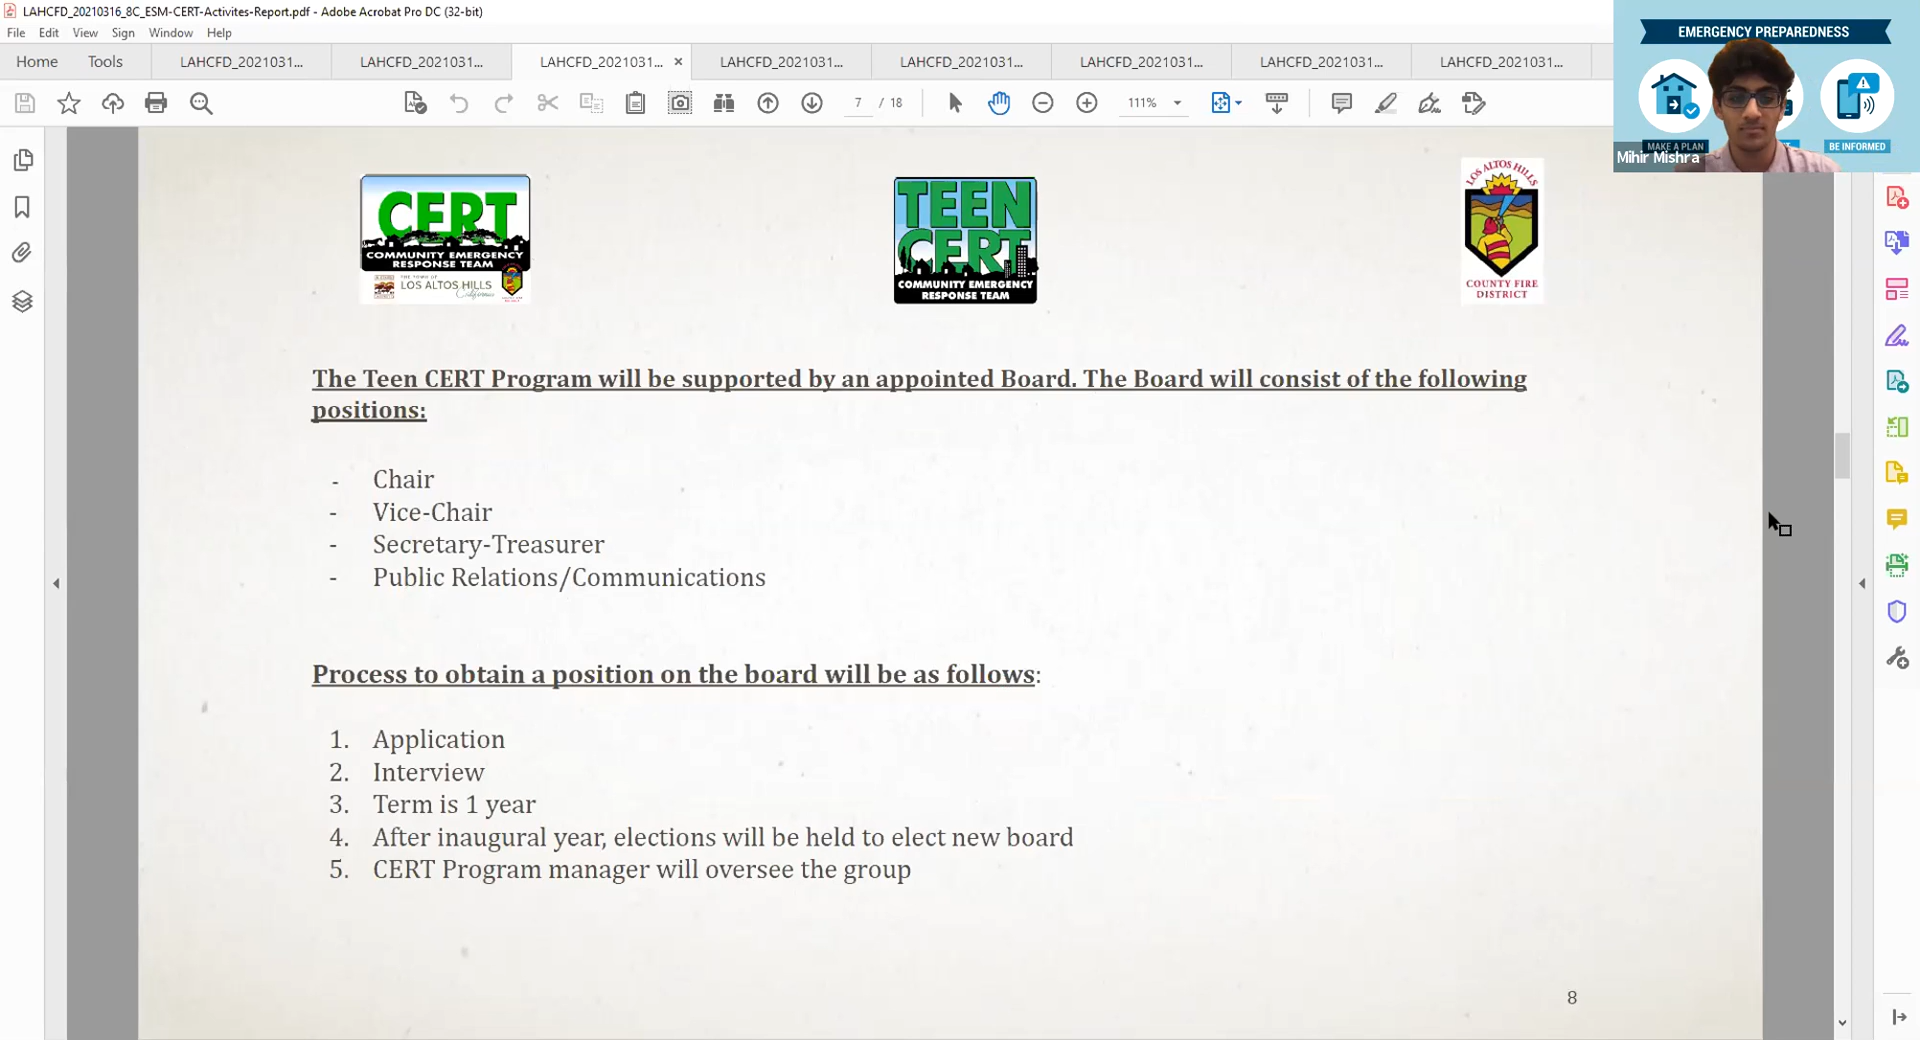 LAHCFD_20210316_8C_ESM-CERT-Activites-Report.pdf - Adobe Acrobat Pro DC (32-bit)
File Edit View Sign Window Help
Home Tools LAHCFD_2021031... LAHCFD_2021031... LAHCFD_2021031... × LAHCFD_2021031... LAHCFD_2021031... LAHCFD_2021031... LAHCFD_2021031... LAHCFD_2021031...
7 / 18 111%
EMERGENCY PREPAREDNESS
MAKE A PLAN
BE INFORMED
Mihir Mishra
CERT
COMMUNITY EMERGENCY
RESPONSE TEAM
THE TOWN OF
LOS ALTOS HILLS
California
TEEN
CERT
COMMUNITY EMERGENCY
RESPONSE TEAM
LOS ALTOS HILLS
COUNTY FIRE
DISTRICT
The Teen CERT Program will be supported by an appointed Board. The Board will consist of the following
positions:
- Chair
- Vice-Chair
- Secretary-Treasurer
- Public Relations/Communications
Process to obtain a position on the board will be as follows:
1. Application
2. Interview
3. Term is 1 year
4. After inaugural year, elections will be held to elect new board
5. CERT Program manager will oversee the group
8